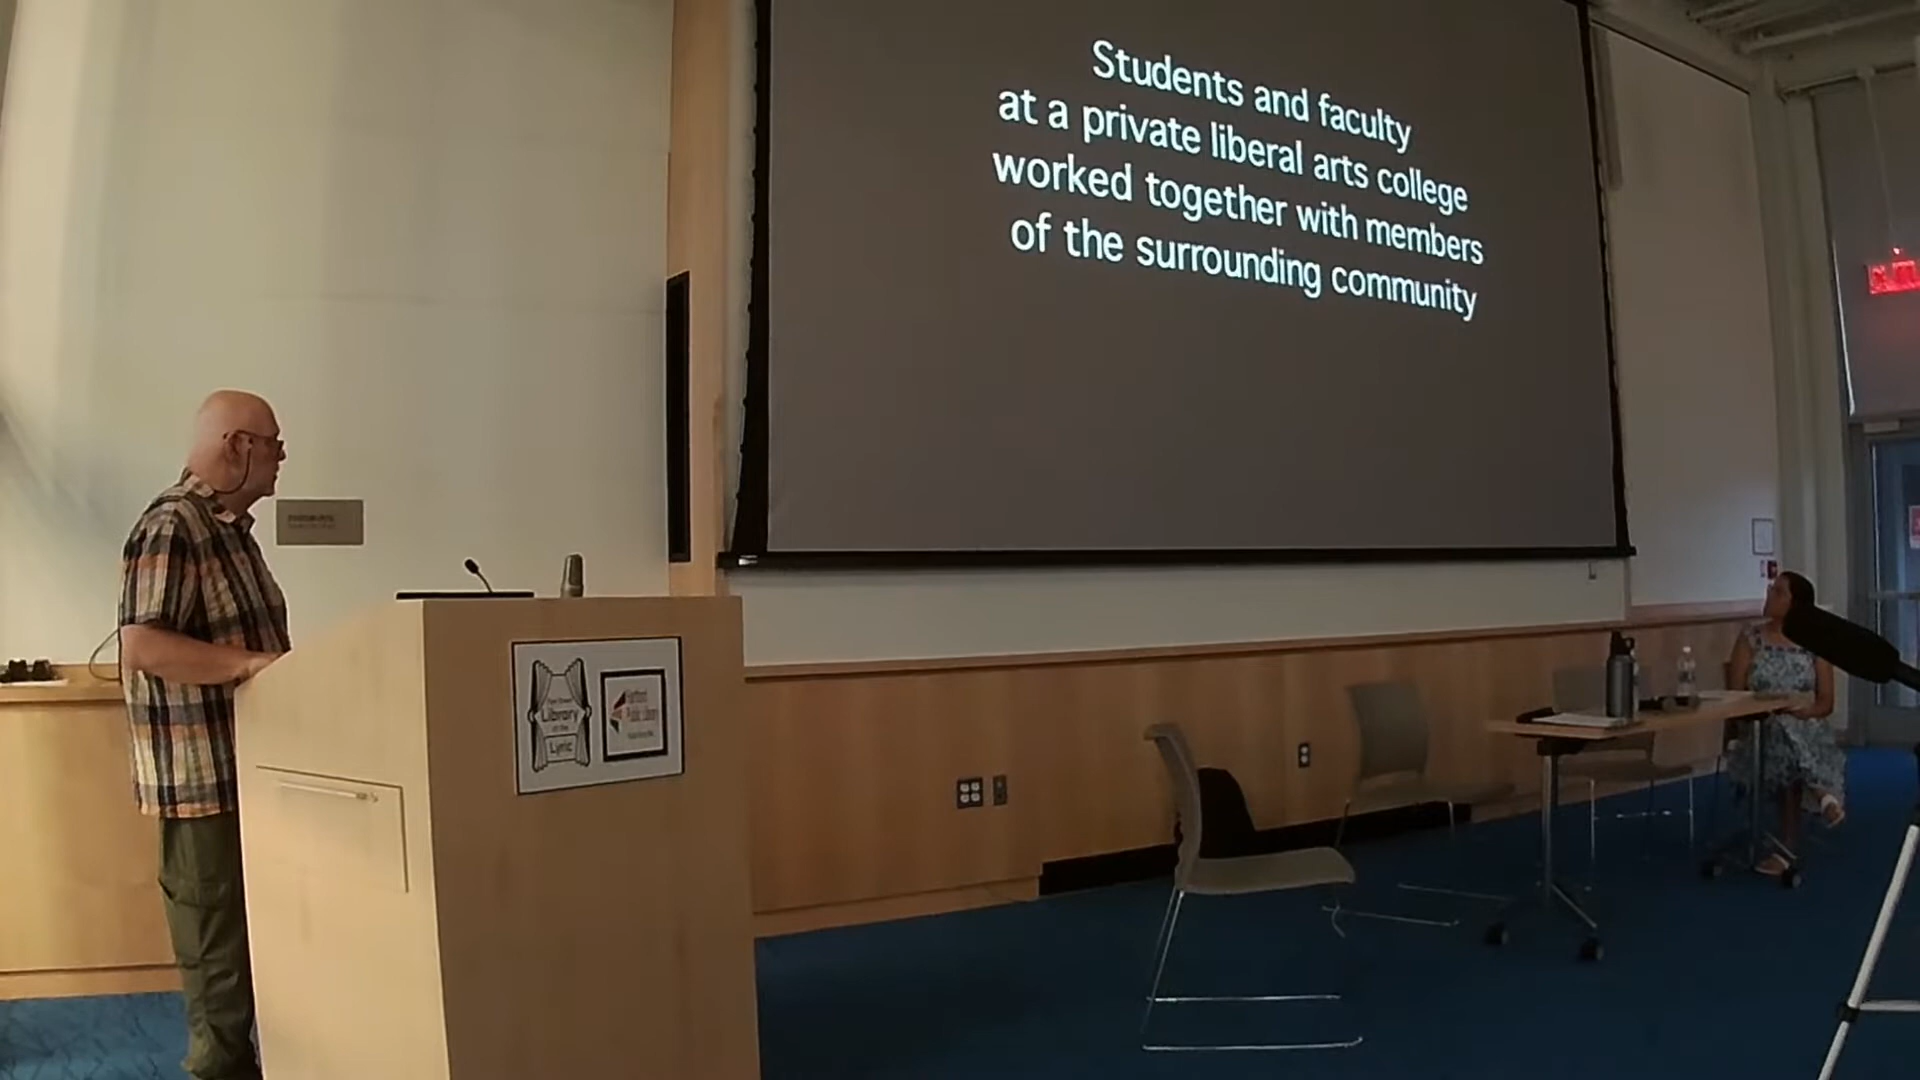 Students and faculty
at a private liberal arts college
worked together with members
of the surrounding community
Library
Lyric
Hartford
Public Library